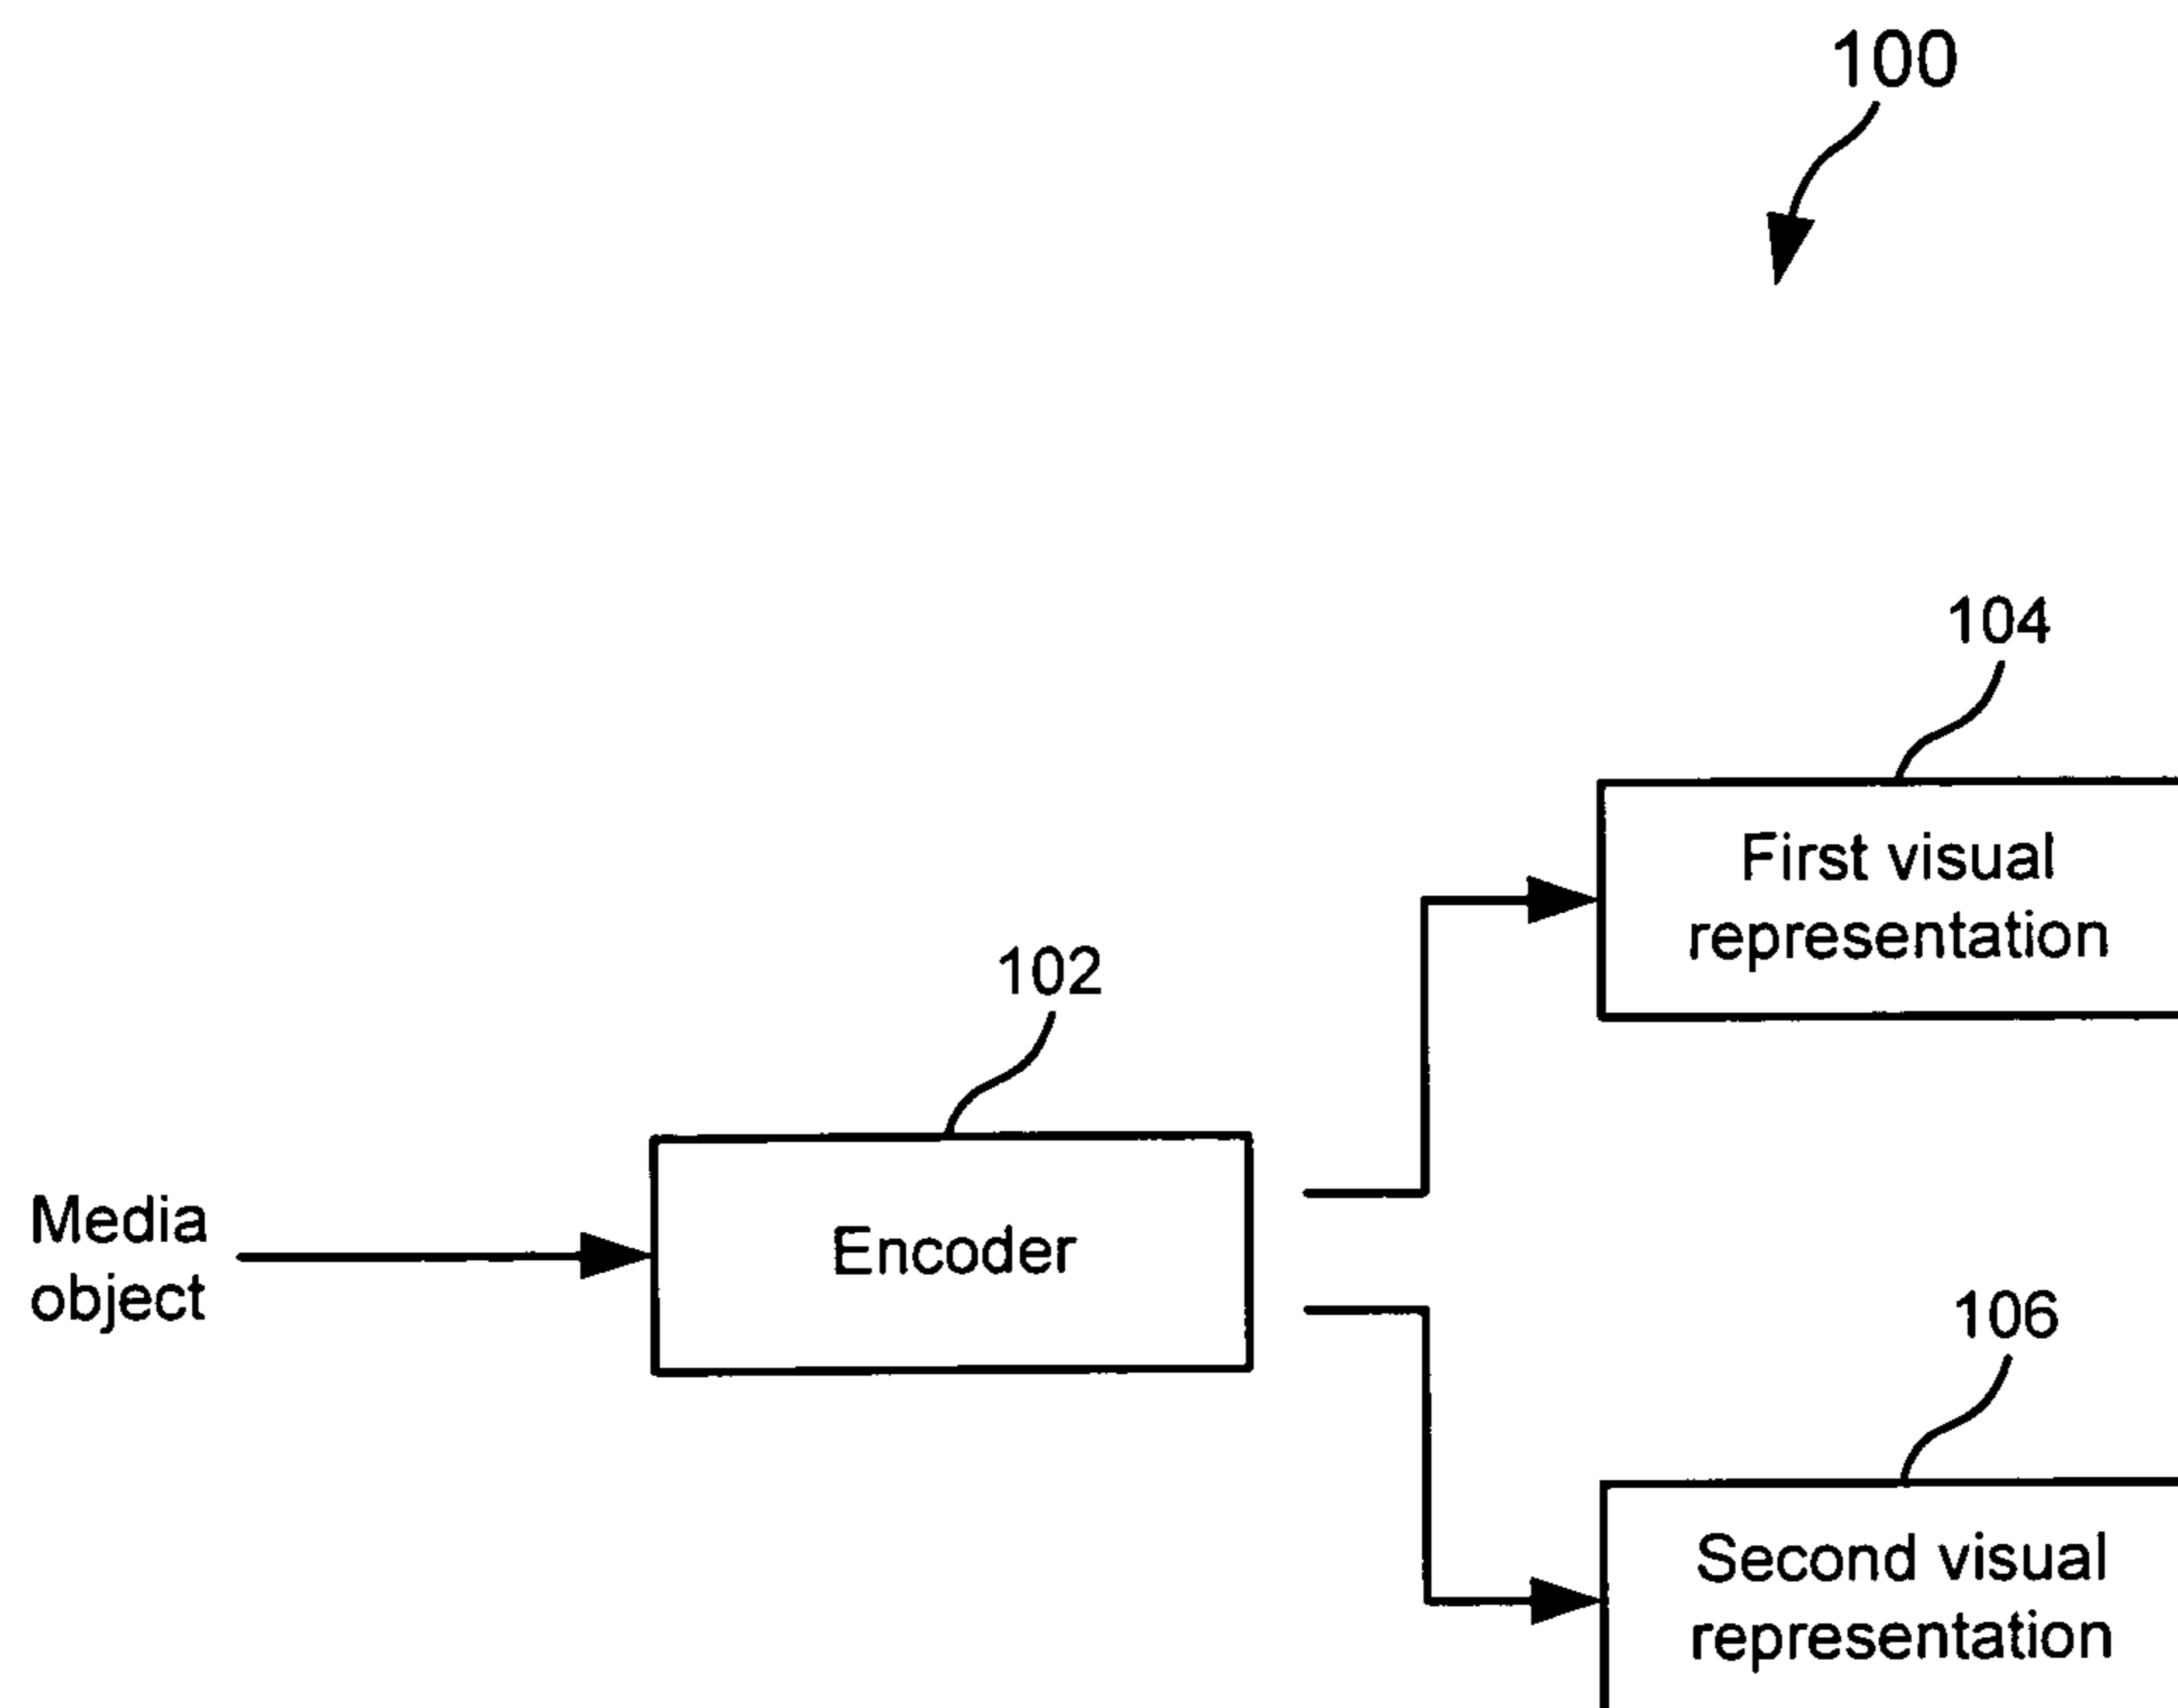 100
104
First visual
representation
102
Media
object
Encoder
106
Second visual
representation